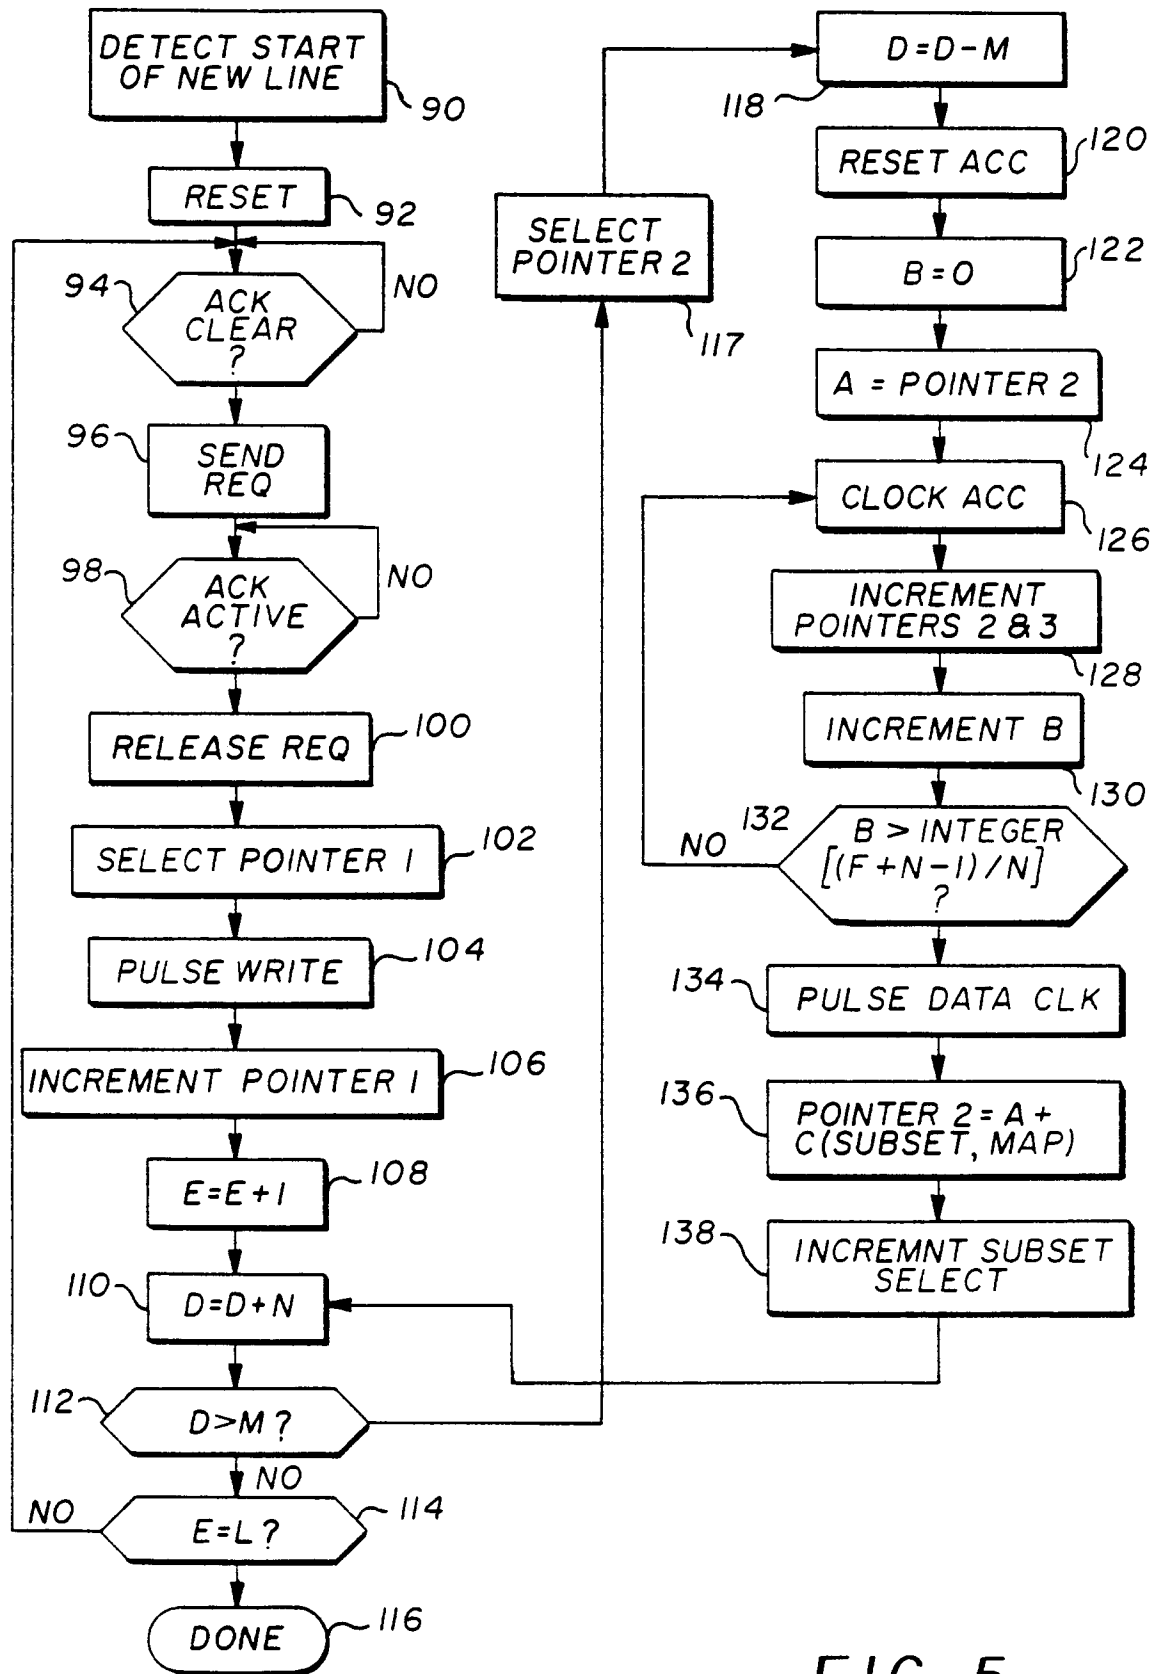 DETECT START
OF NEW LINE
90
RESET
92
94
ACK
CLEAR
?
NO
96
SEND
REQ
98
ACK
ACTIVE
?
NO
RELEASE REQ
100
SELECT POINTER 1
102
PULSE WRITE
104
INCREMENT POINTER 1
106
E=E+1
108
110
D=D+N
112
D>M?
NO
NO
E=L?
114
DONE
116
SELECT
POINTER 2
117
D=D-M
118
RESET ACC
120
B=0
122
A = POINTER 2
124
CLOCK ACC
126
INCREMENT
POINTERS 2 & 3
128
INCREMENT B
130
132
NO
B > INTEGER
[(F+N-1)/N]
?
134
PULSE DATA CLK
136
POINTER 2 = A +
C(SUBSET, MAP)
138
INCREMNT SUBSET
SELECT
FIG. 5